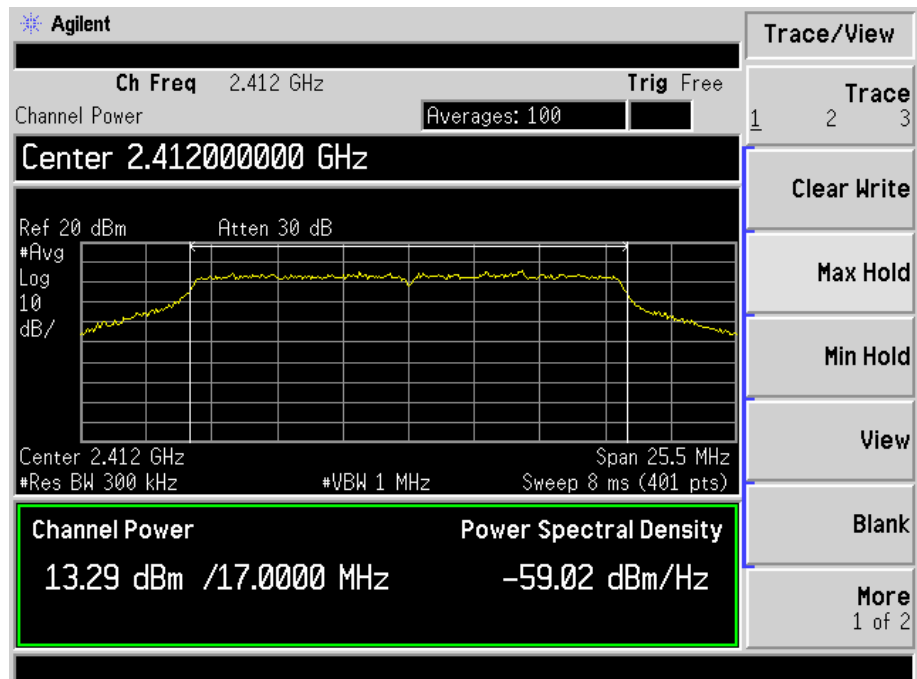 Agilent
Trace/View
Ch Freq 2.412 GHz Trig Free
Channel Power Averages: 100
Trace
1 2 3
Center 2.412000000 GHz
Clear Write
Ref 20 dBm Atten 30 dB
#Avg
Log
10
dB/
Max Hold
Min Hold
View
Center 2.412 GHz Span 25.5 MHz
#Res BW 300 kHz #VBW 1 MHz Sweep 8 ms (401 pts)
Channel Power Power Spectral Density
13.29 dBm /17.0000 MHz -59.02 dBm/Hz
Blank
More
1 of 2